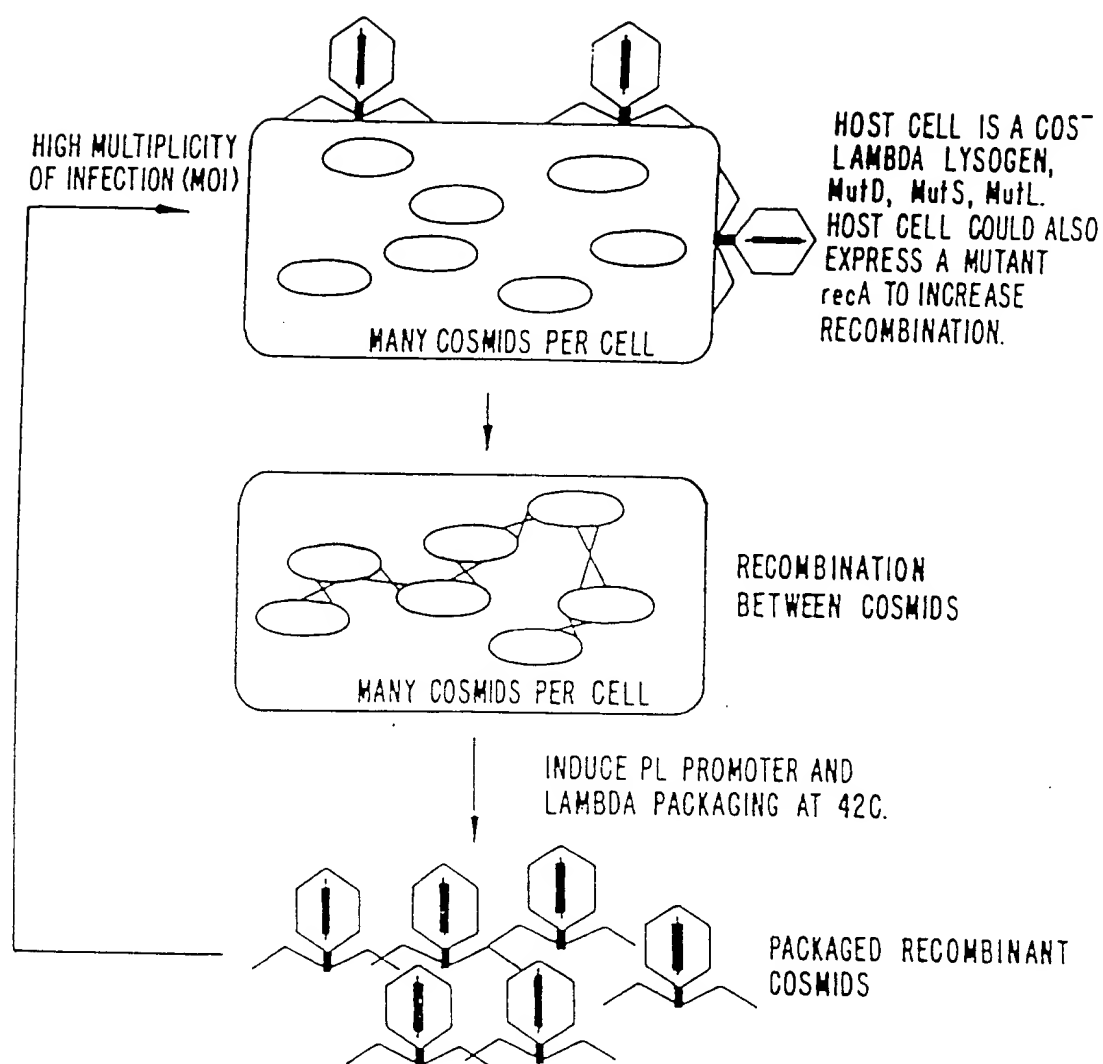 HIGH MULTIPLICITY
OF INFECTION (MOI)
HOST CELL IS A COS⁻
LAMBDA LYSOGEN,
MutD, MutS, MutL.
HOST CELL COULD ALSO
EXPRESS A MUTANT
recA TO INCREASE
RECOMBINATION.
MANY COSMIDS PER CELL
RECOMBINATION
BETWEEN COSMIDS
MANY COSMIDS PER CELL
INDUCE PL PROMOTER AND
LAMBDA PACKAGING AT 42C.
PACKAGED RECOMBINANT
COSMIDS